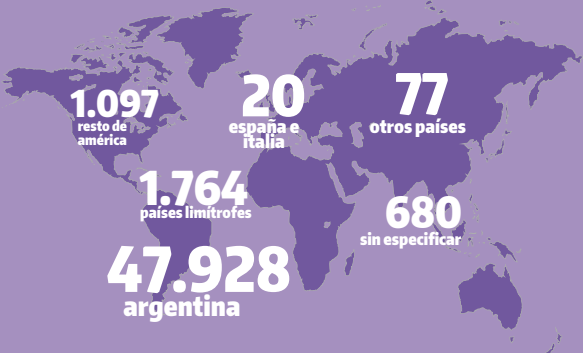 1.097
resto de
américa
20
españa e
italia
77
otros países
1.764
países limítrofes
680
sin especificar
47.928
argentina